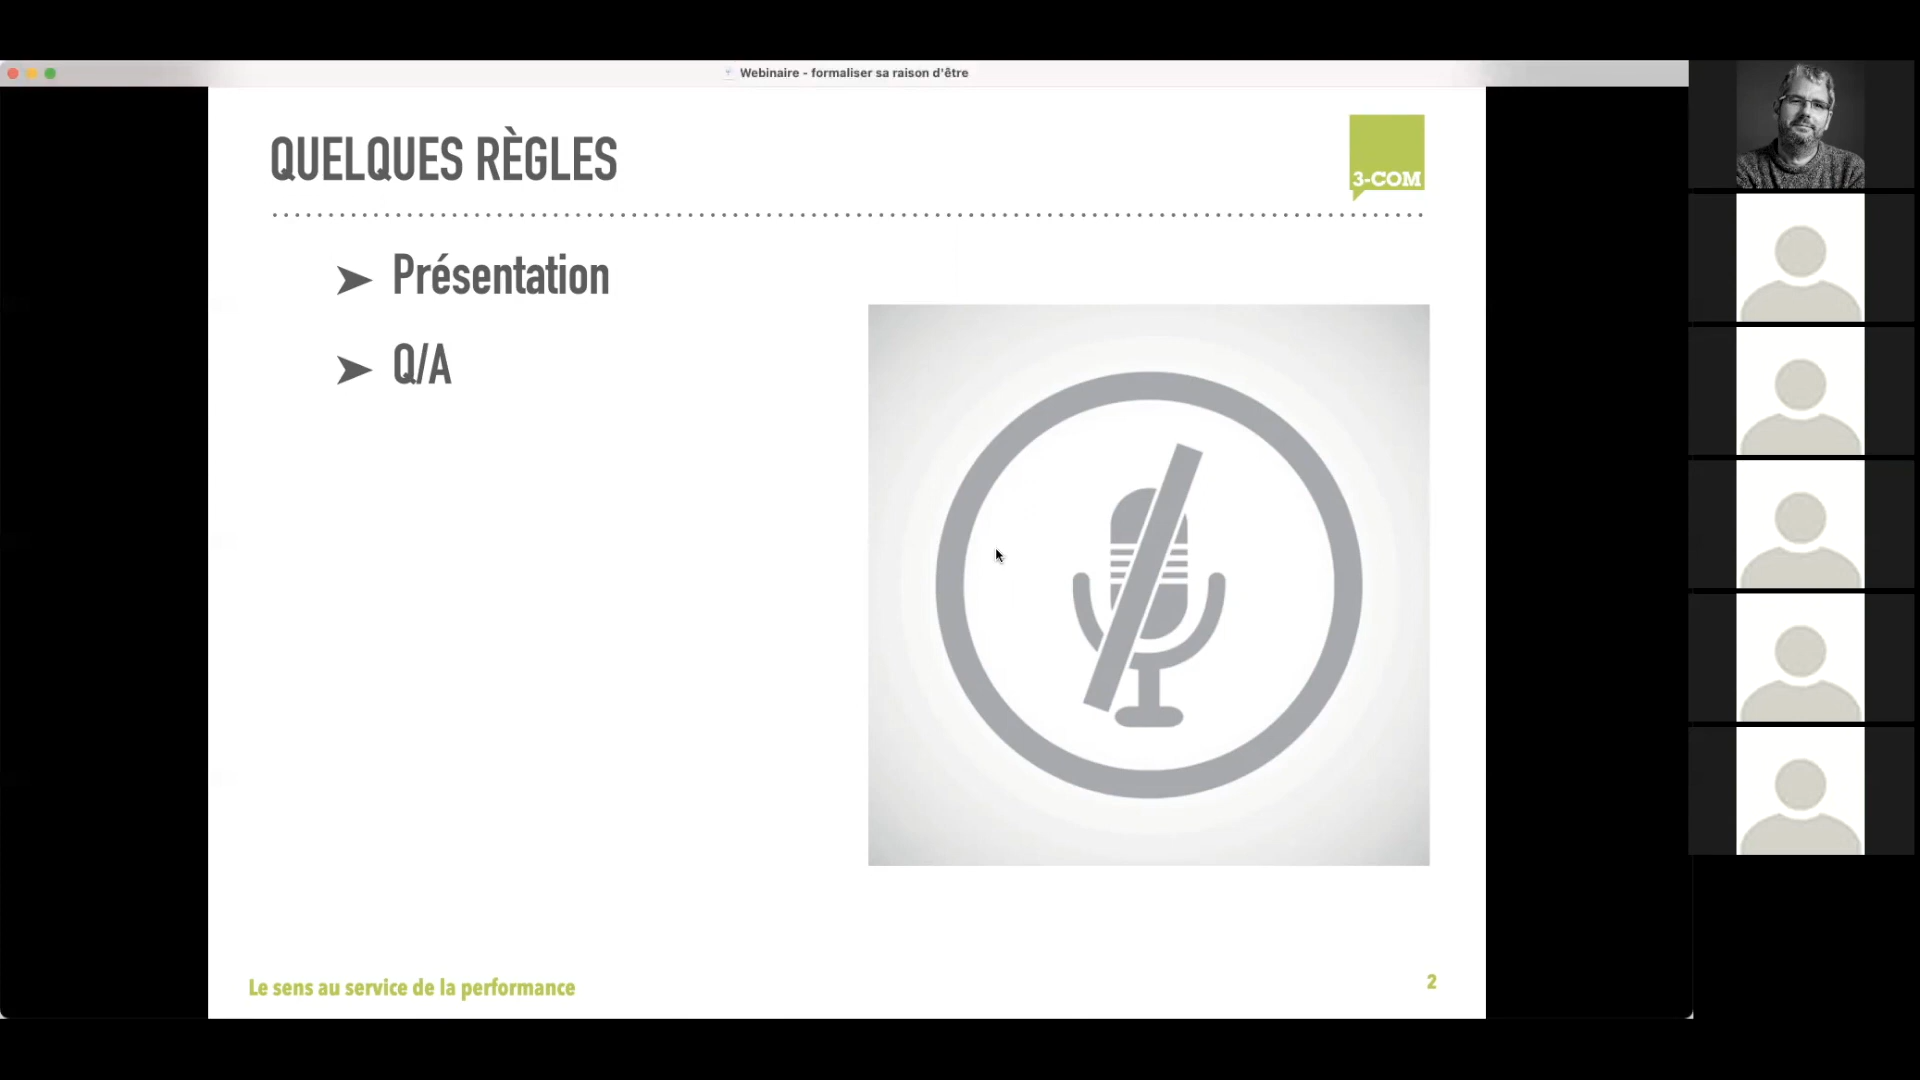 Webinaire - formaliser sa raison d'être
QUELQUES RÈGLES
3-COM
➤ Présentation
➤ Q/A
Le sens au service de la performance
2